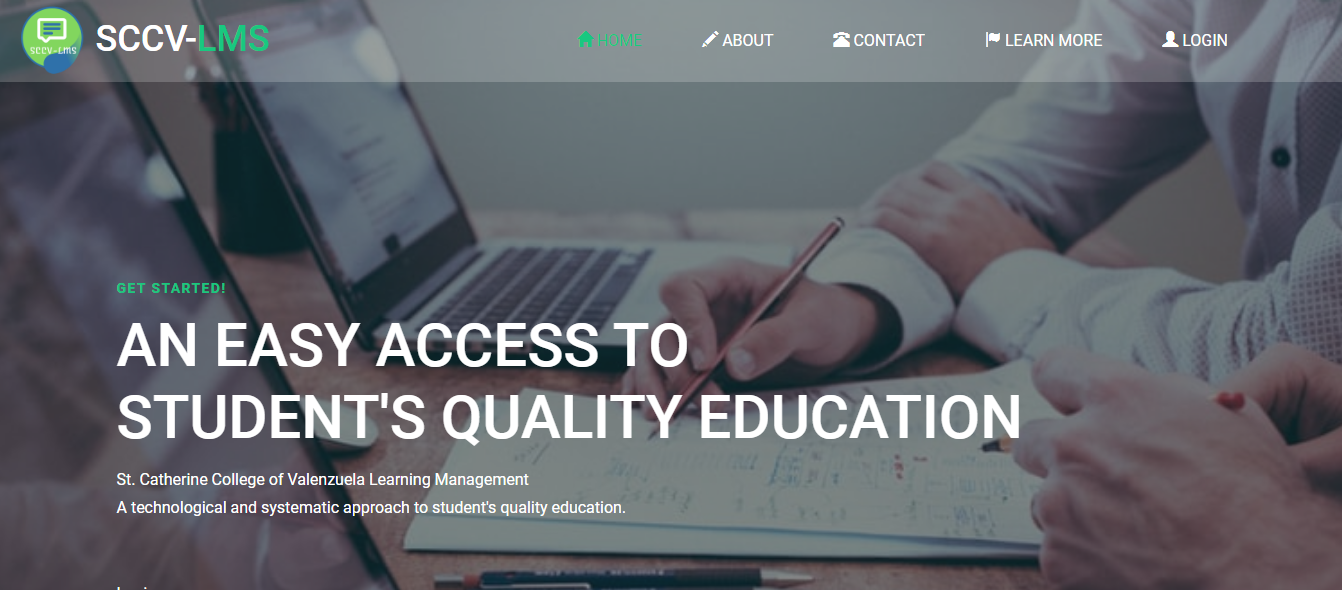 SCCV-LMS
SCCV-LMS
HOME
ABOUT
CONTACT
LEARN MORE
LOGIN
GET STARTED!
AN EASY ACCESS TO
STUDENT'S QUALITY EDUCATION
St. Catherine College of Valenzuela Learning Management
A technological and systematic approach to student's quality education.